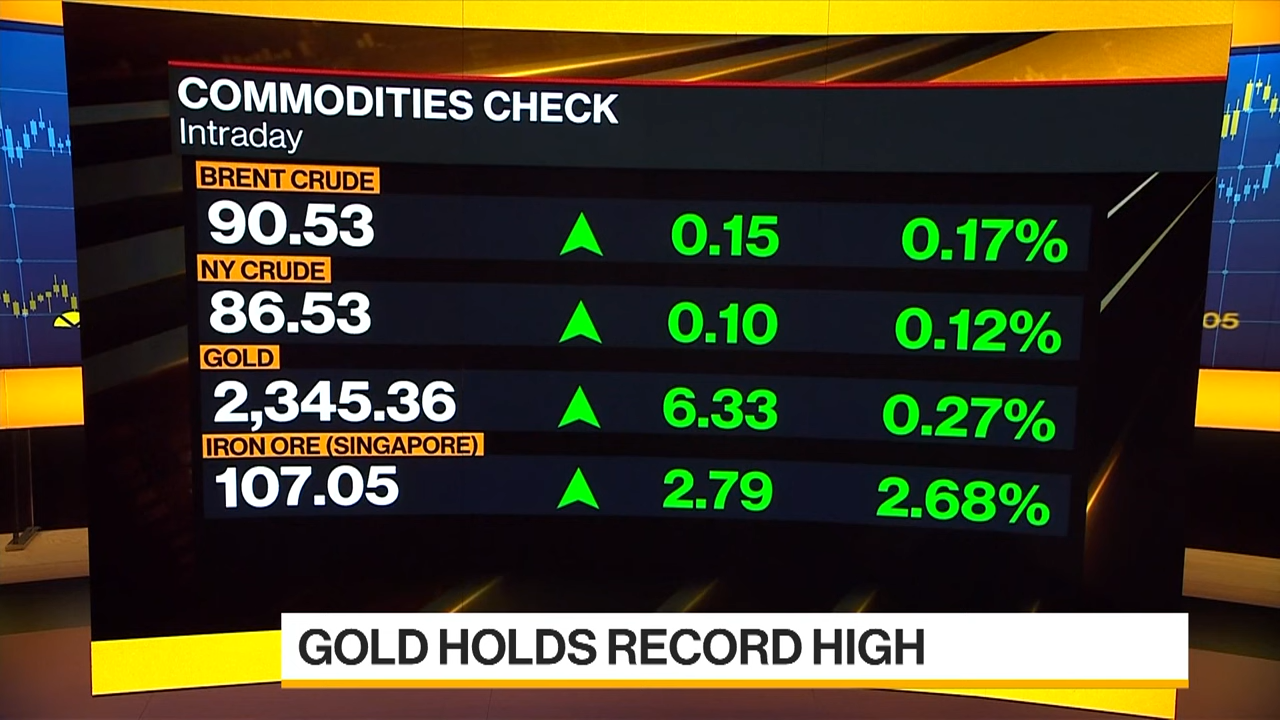 COMMODITIES CHECK
Intraday
BRENT CRUDE
90.53 0.15 0.17%
NY CRUDE
86.53 0.10 0.12%
GOLD
2,345.36 6.33 0.27%
IRON ORE (SINGAPORE)
107.05 2.79 2.68%
05
GOLD HOLDS RECORD HIGH